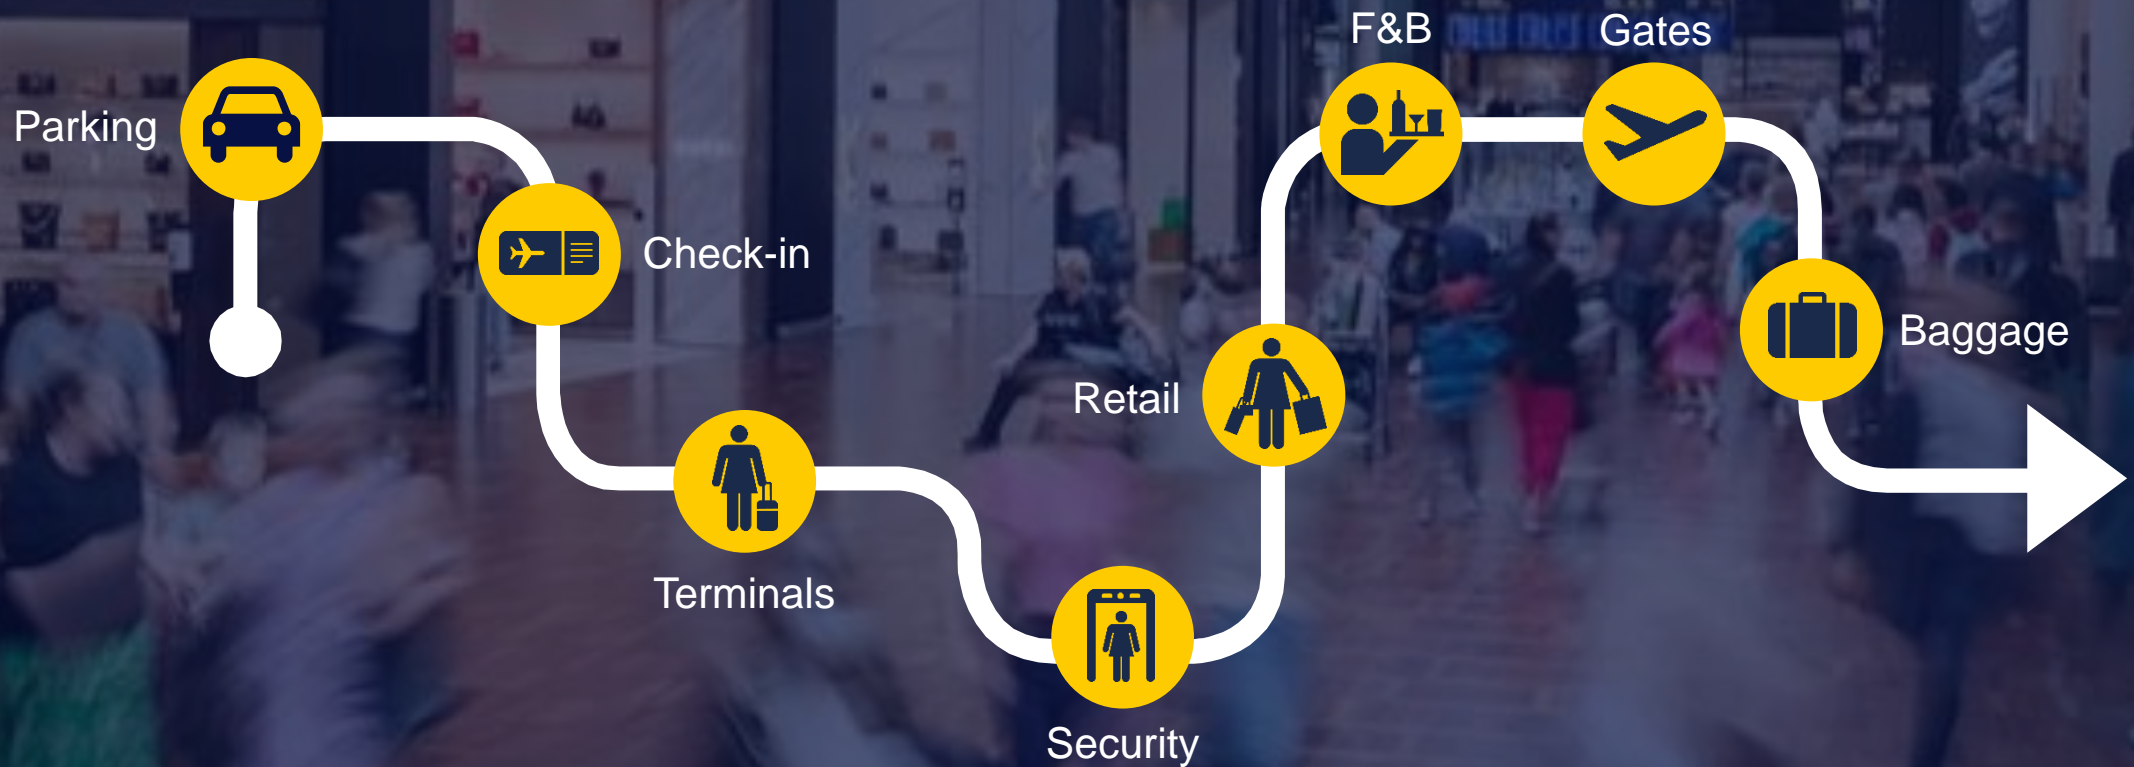 Parking
Check-in
Terminals
Security
Retail
F&B
Gates
Baggage